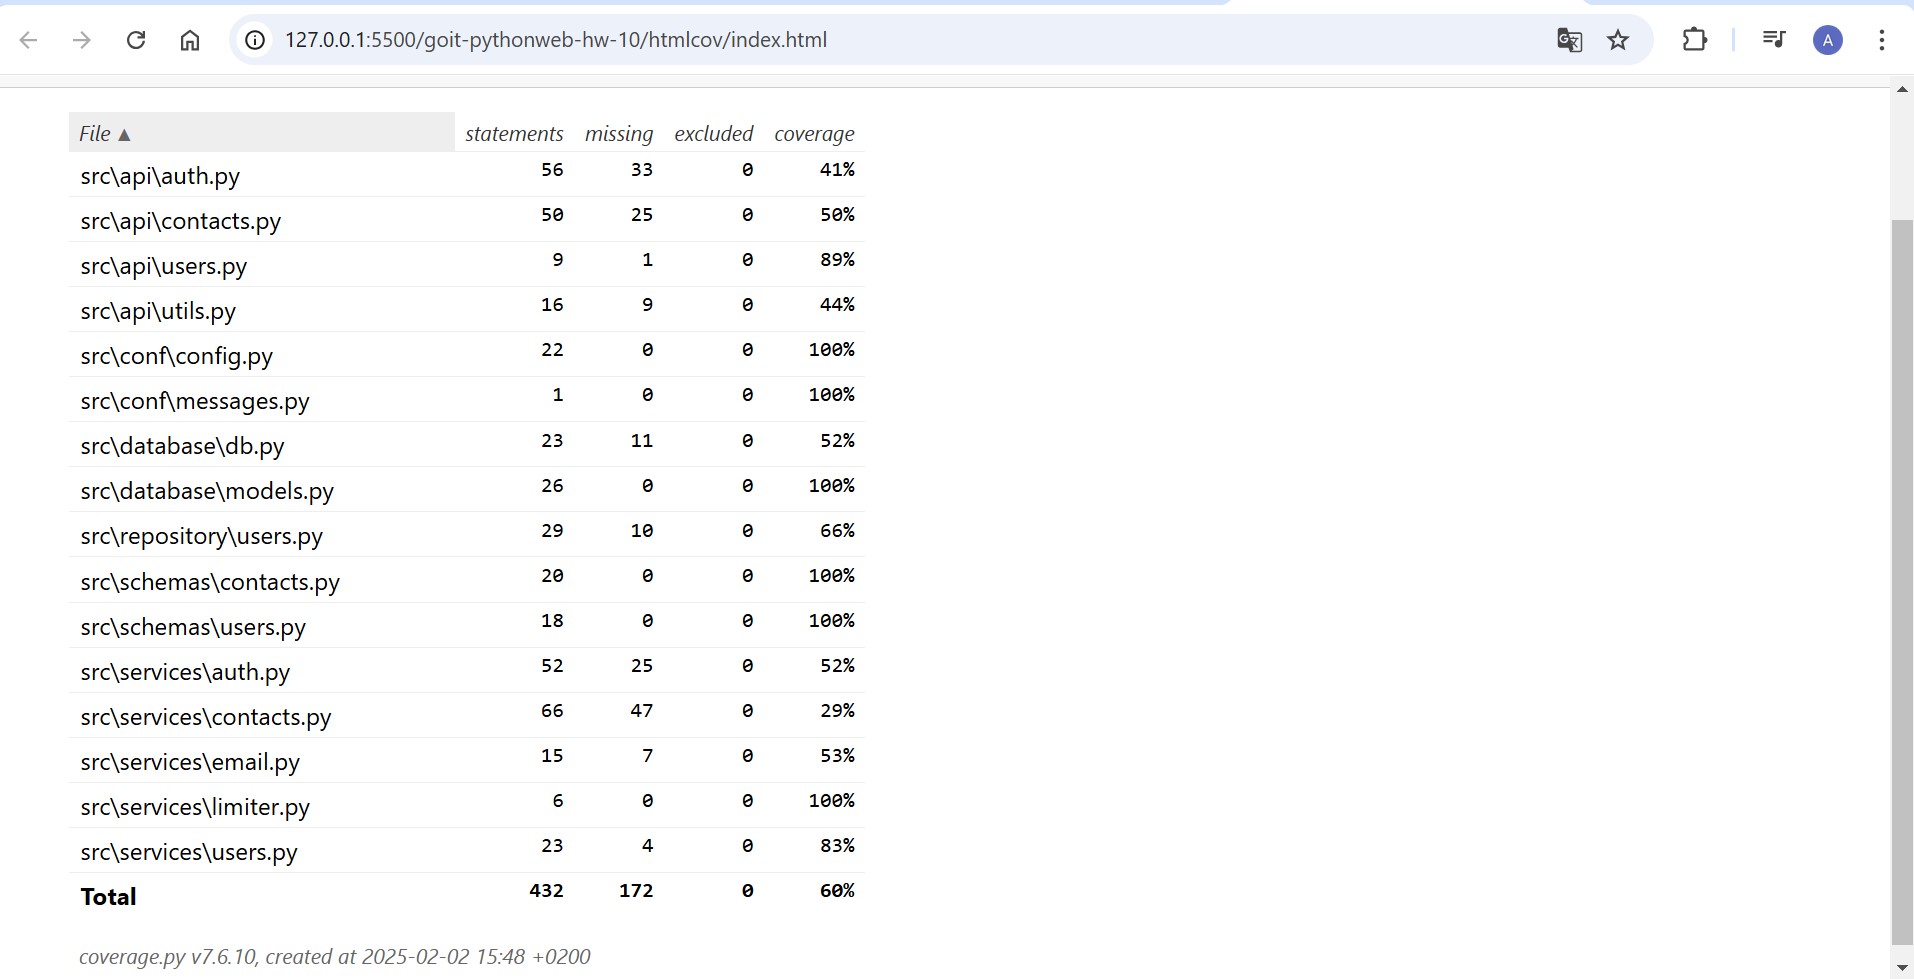 127.0.0.1:5500/goit-pythonweb-hw-10/htmlcov/index.html
A
File ▲ statements missing excluded coverage
src\api\auth.py 56 33 0 41%
src\api\contacts.py 50 25 0 50%
src\api\users.py 9 1 0 89%
src\api\utils.py 16 9 0 44%
src\conf\config.py 22 0 0 100%
src\conf\messages.py 1 0 0 100%
src\database\db.py 23 11 0 52%
src\database\models.py 26 0 0 100%
src\repository\users.py 29 10 0 66%
src\schemas\contacts.py 20 0 0 100%
src\schemas\users.py 18 0 0 100%
src\services\auth.py 52 25 0 52%
src\services\contacts.py 66 47 0 29%
src\services\email.py 15 7 0 53%
src\services\limiter.py 6 0 0 100%
src\services\users.py 23 4 0 83%
Total 432 172 0 60%
coverage.py v7.6.10, created at 2025-02-02 15:48 +0200